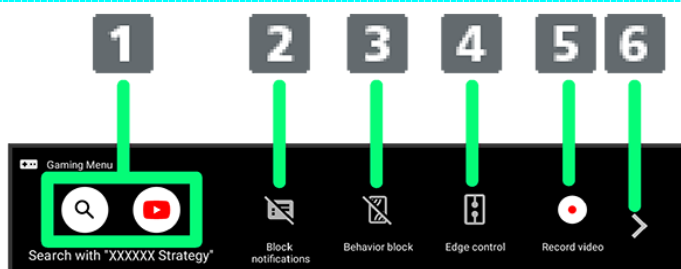 1 2 3 4 5 6
Gaming Menu
Search with "XXXXXX Strategy"
Block
notifications
Behavior block
Edge control
Record video